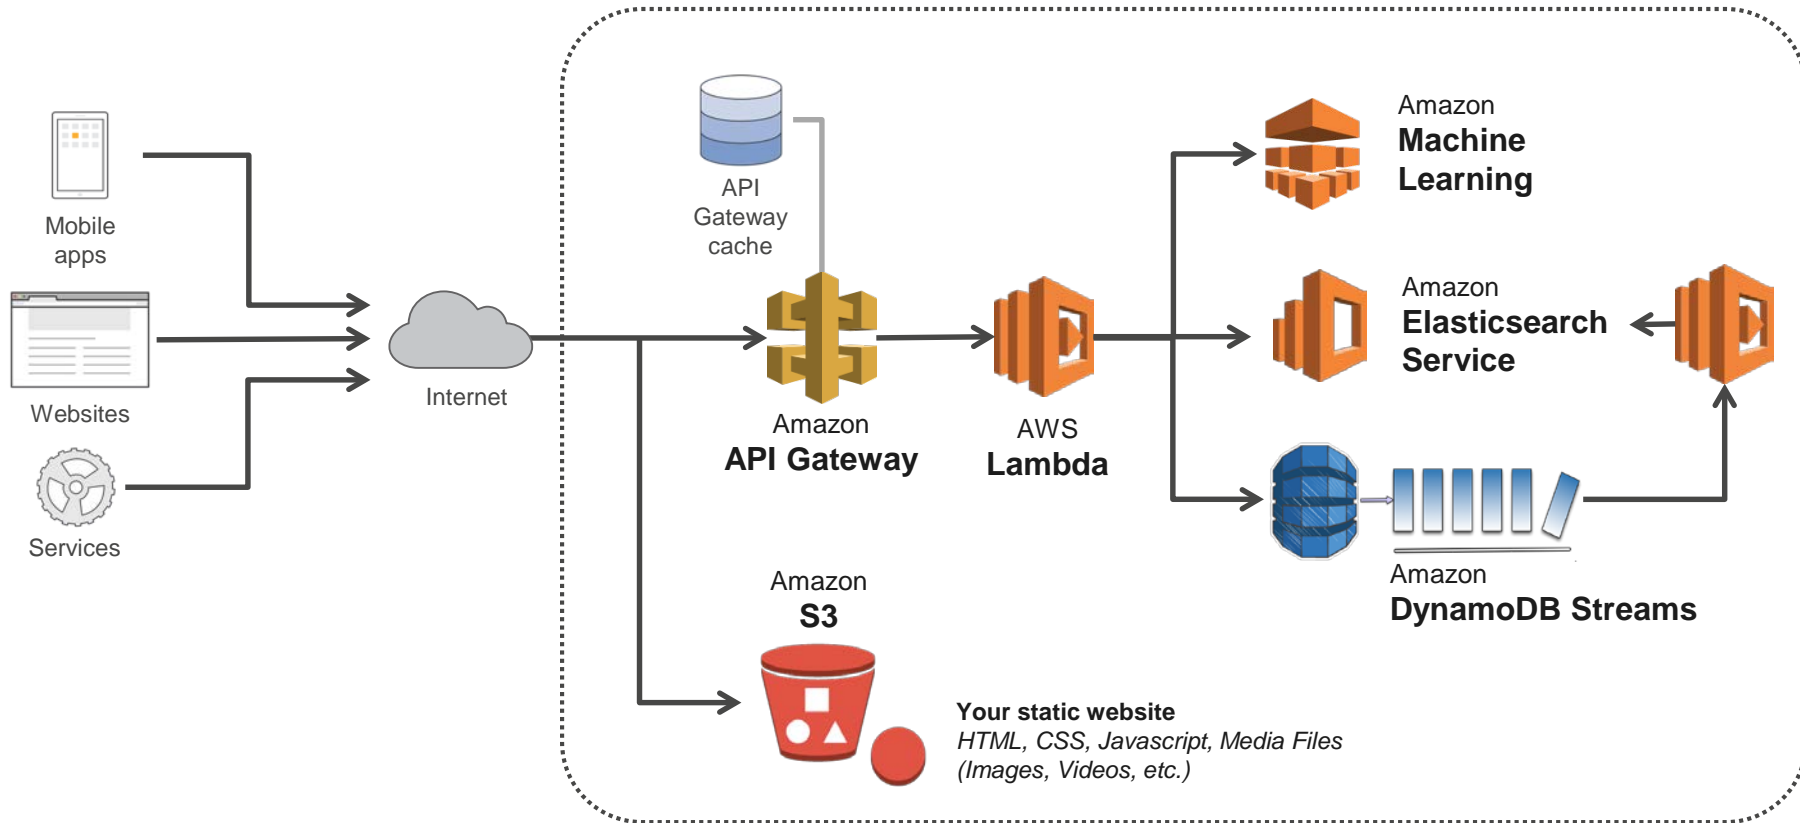 Mobile
apps
Websites
Services
Internet
API
Gateway
cache
Amazon
API Gateway
AWS
Lambda
Amazon
Machine
Learning
Amazon
Elasticsearch
Service
Amazon
DynamoDB Streams
Amazon
S3
Your static website
HTML, CSS, Javascript, Media Files
(Images, Videos, etc.)